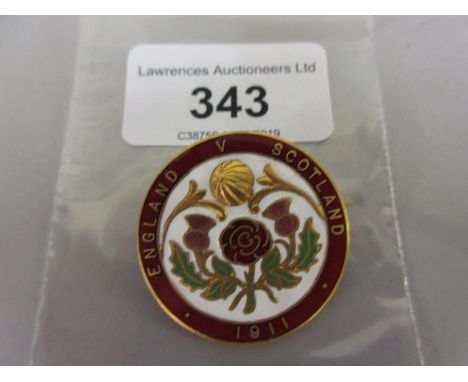 Lawrences Auctioneers Ltd
343
ENGLAND V SCOTLAND
1911